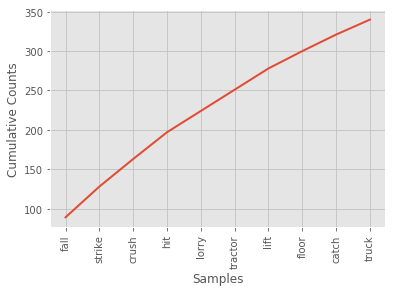 350
300
250
200
150
100
Cumulative Counts
fall
strike
crush
hit
lorry
tractor
lift
floor
catch
truck
Samples